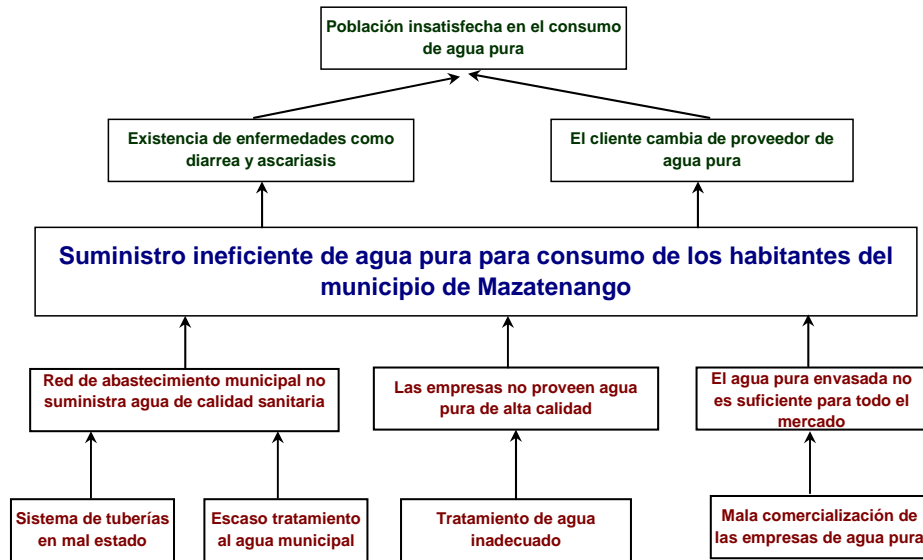 Población insatisfecha en el consumo
de agua pura
Existencia de enfermedades como
diarrea y ascariasis
El cliente cambia de proveedor de
agua pura
Suministro ineficiente de agua pura para consumo de los habitantes del
municipio de Mazatenango
Red de abastecimiento municipal no
suministra agua de calidad sanitaria
Las empresas no proveen agua
pura de alta calidad
El agua pura envasada no
es suficiente para todo el
mercado
Sistema de tuberías
en mal estado
Escaso tratamiento
al agua municipal
Tratamiento de agua
inadecuado
Mala comercialización de
las empresas de agua pura